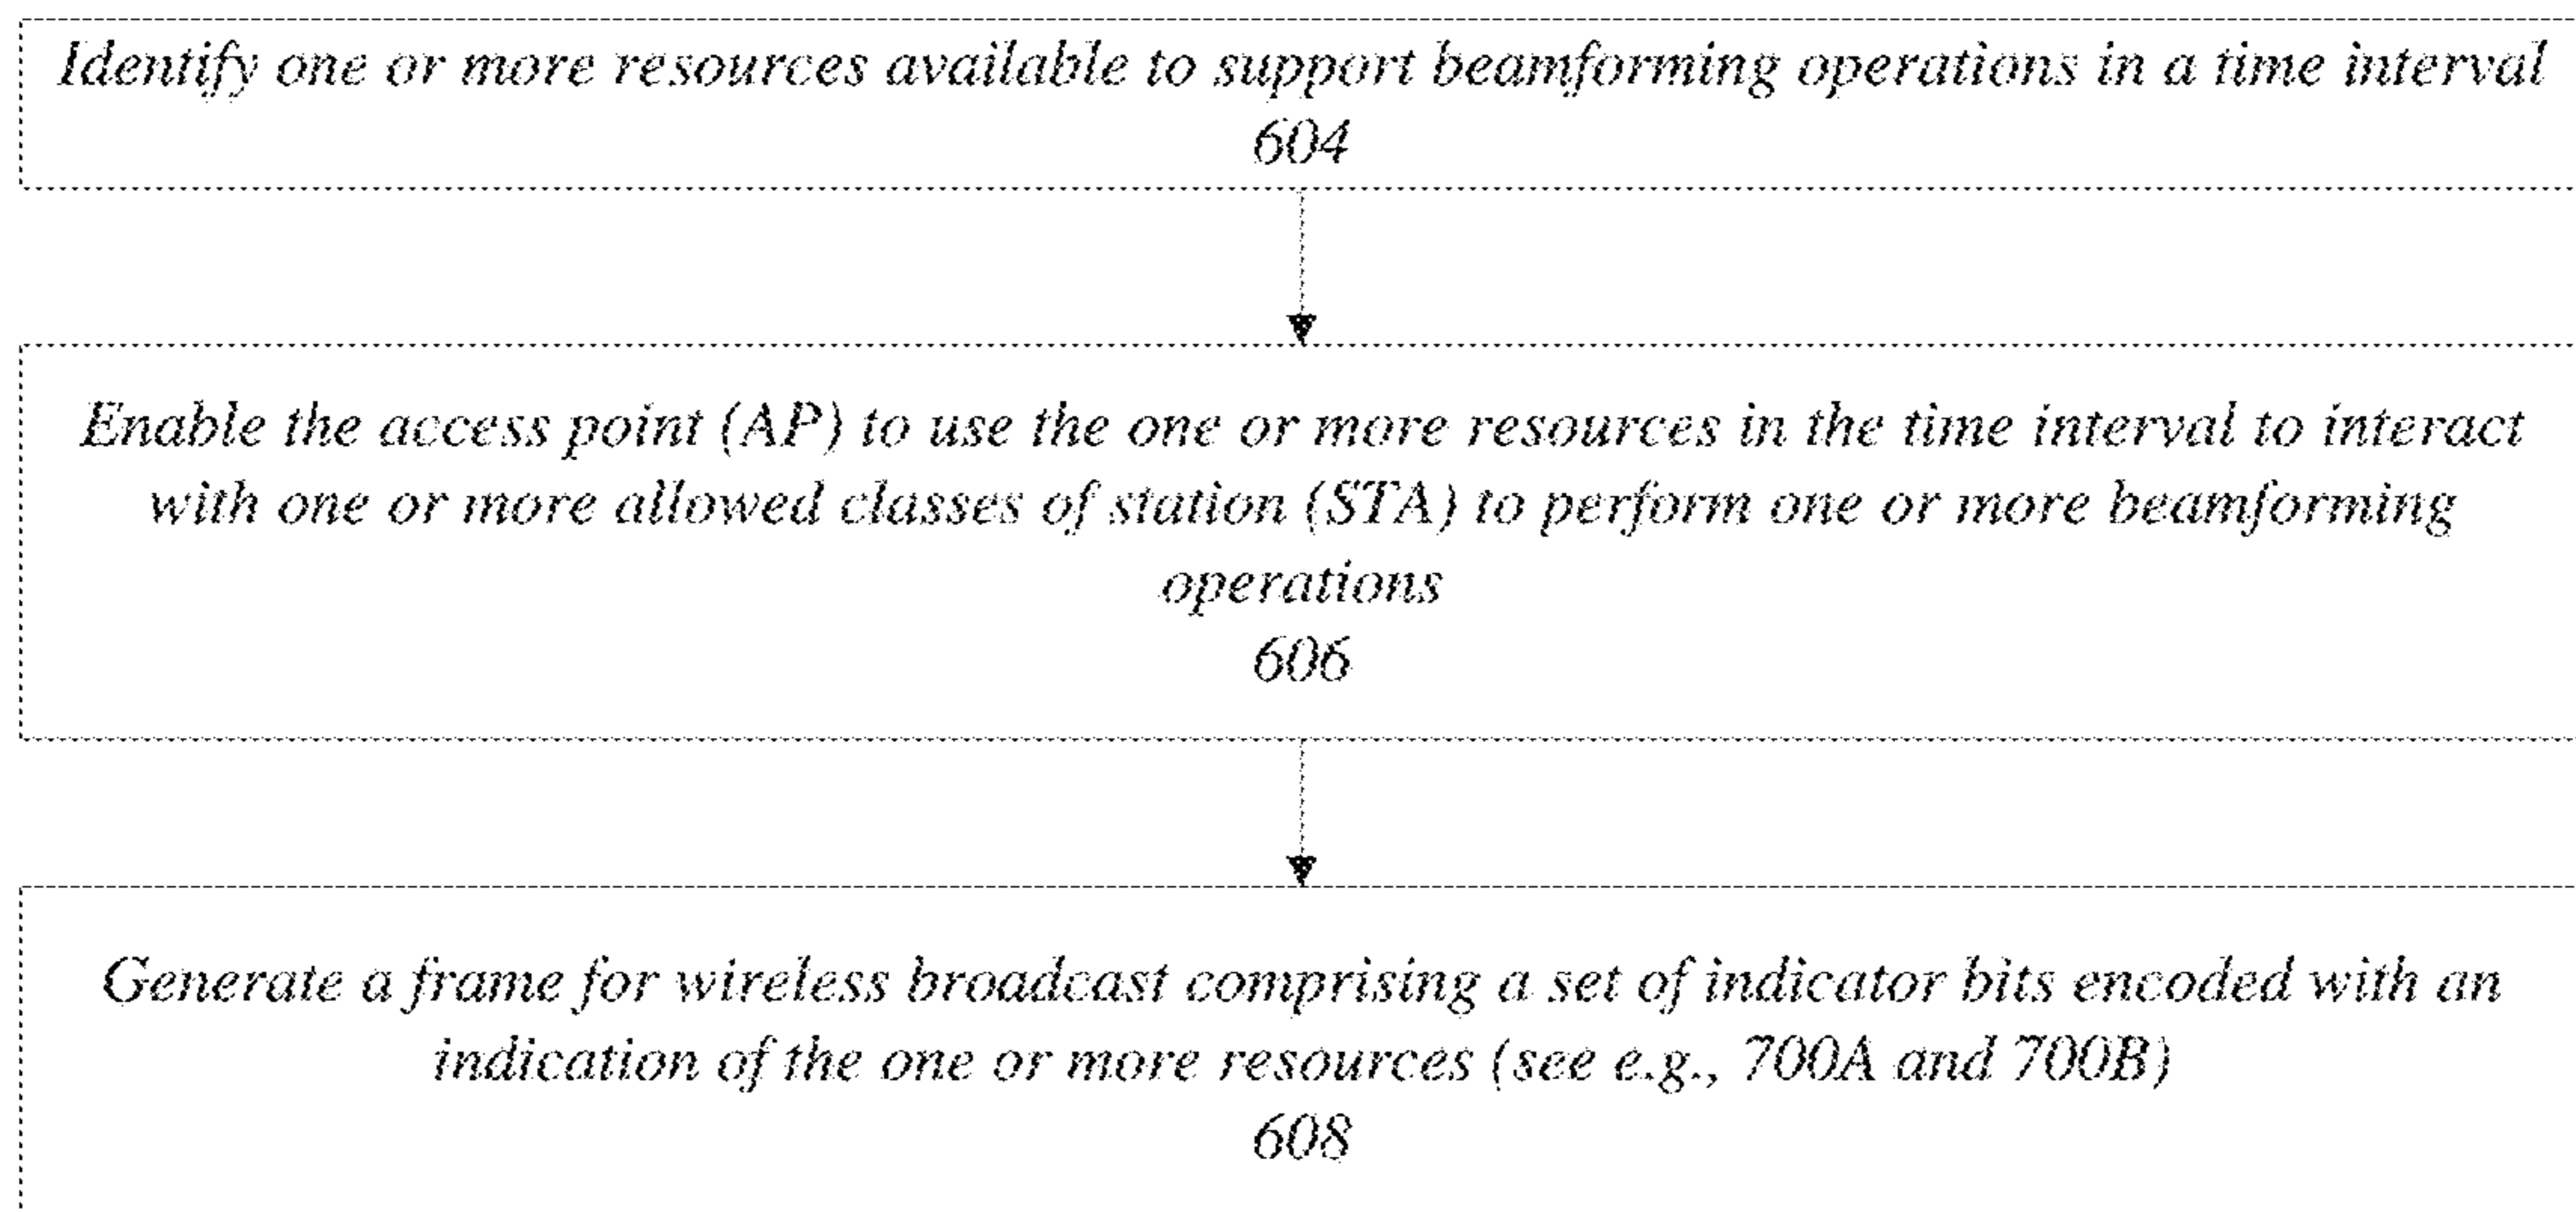 Identify one or more resources available to support beamforming operations in a time interval
604
Enable the access point (AP) to use the one or more resources in the time interval to interact
with one or more allowed classes of station (STA) to perform one or more beamforming
operations
606
Generate a frame for wireless broadcast comprising a set of indicator bits encoded with an
indication of the one or more resources (see e.g., 700A and 700B)
608